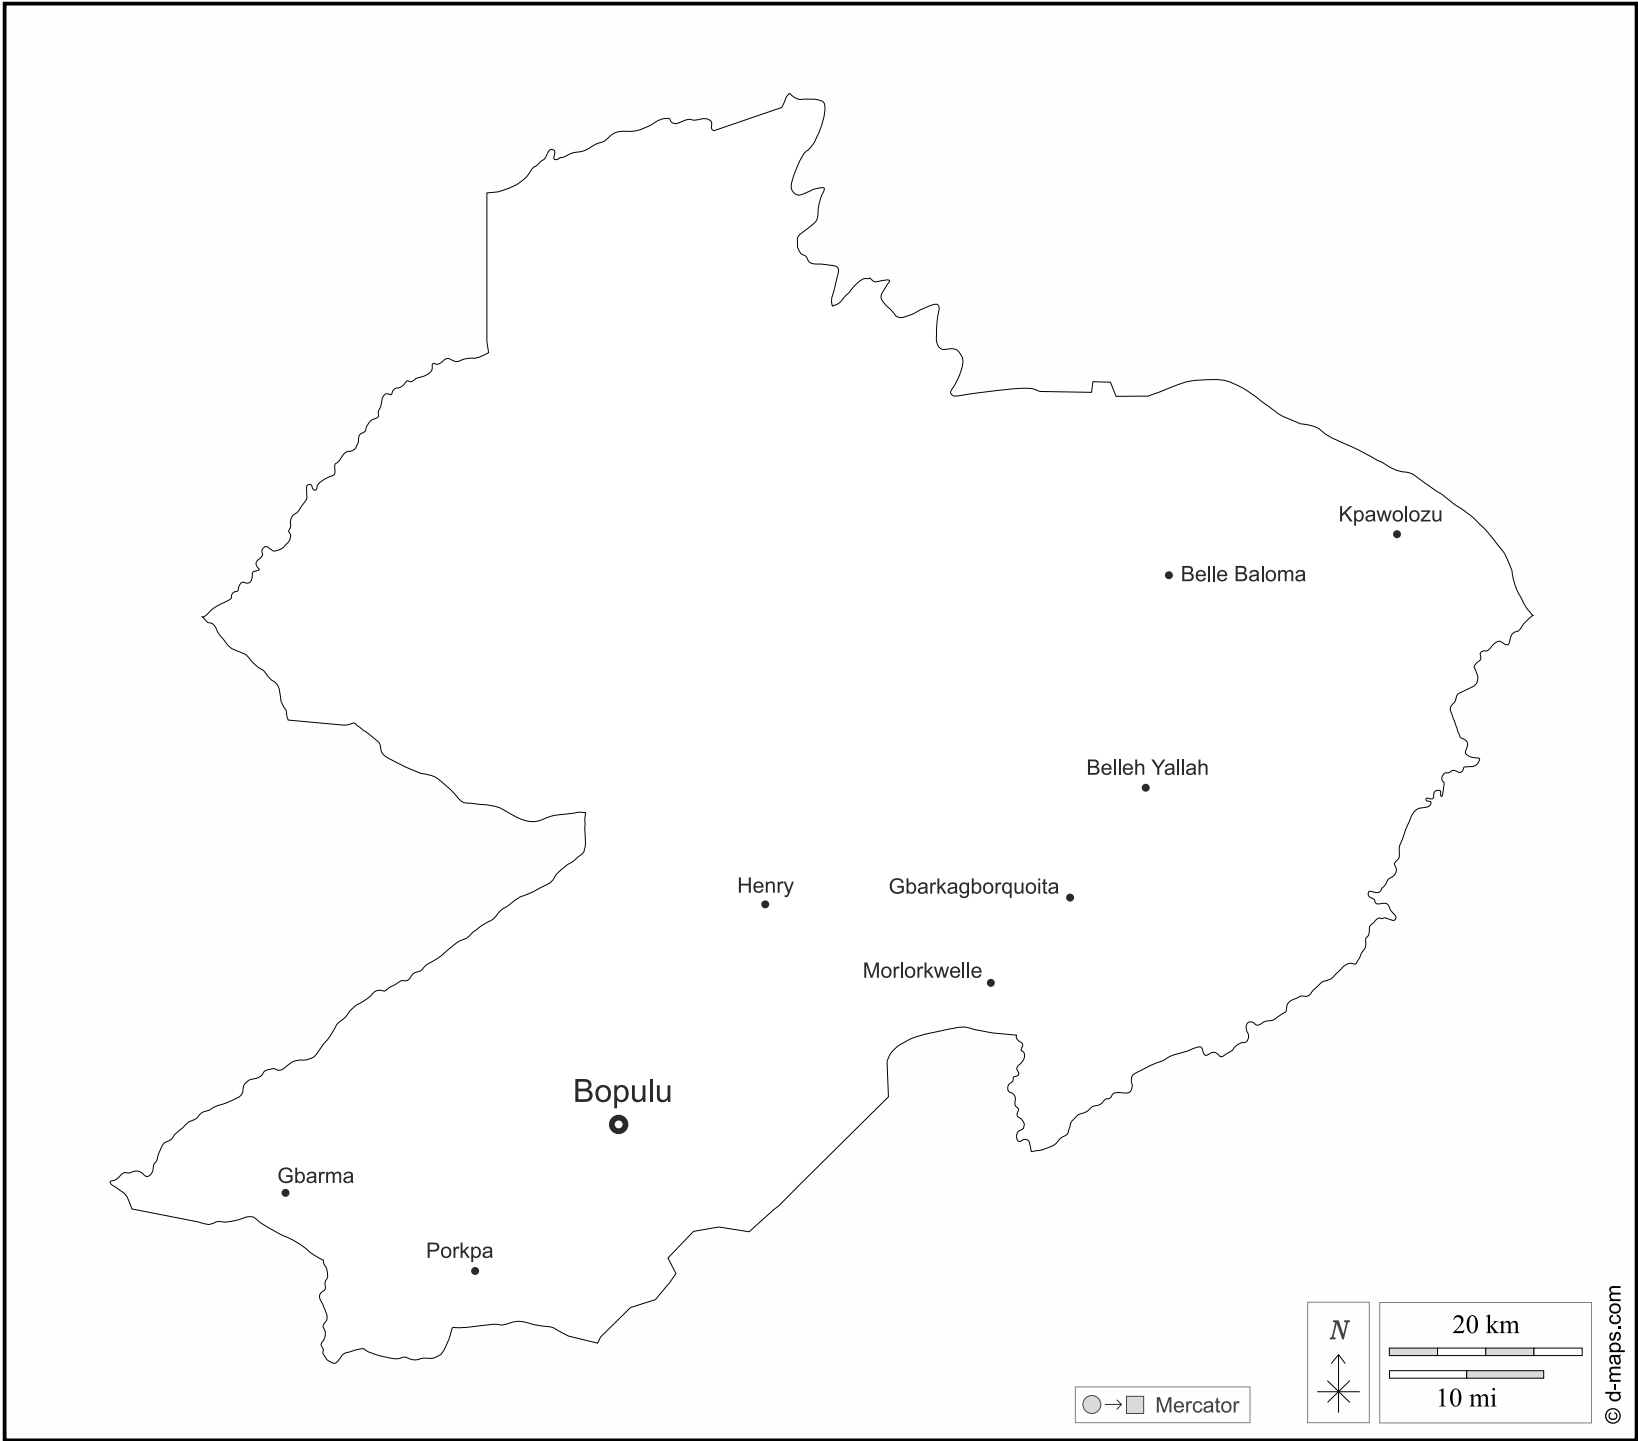 Kpawolozu
Belle Baloma
Belleh Yallah
Henry
Gbarkagborquoita
Morlorkwelle
Bopulu
Gbarma
Porkpa
N
20 km
10 mi
Mercator
© d-maps.com